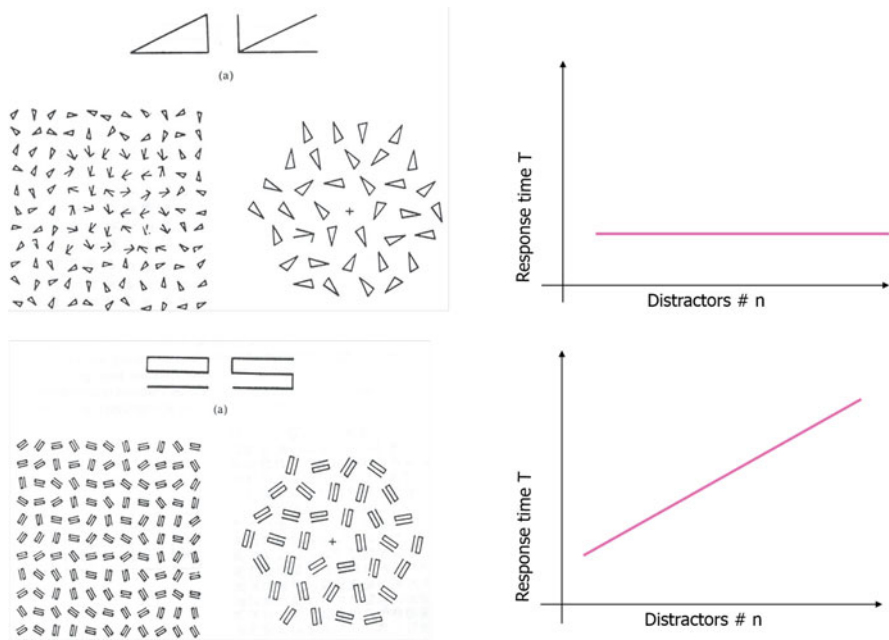 (a)
Response time T
Distractors # n
(a)
Response time T
Distractors # n